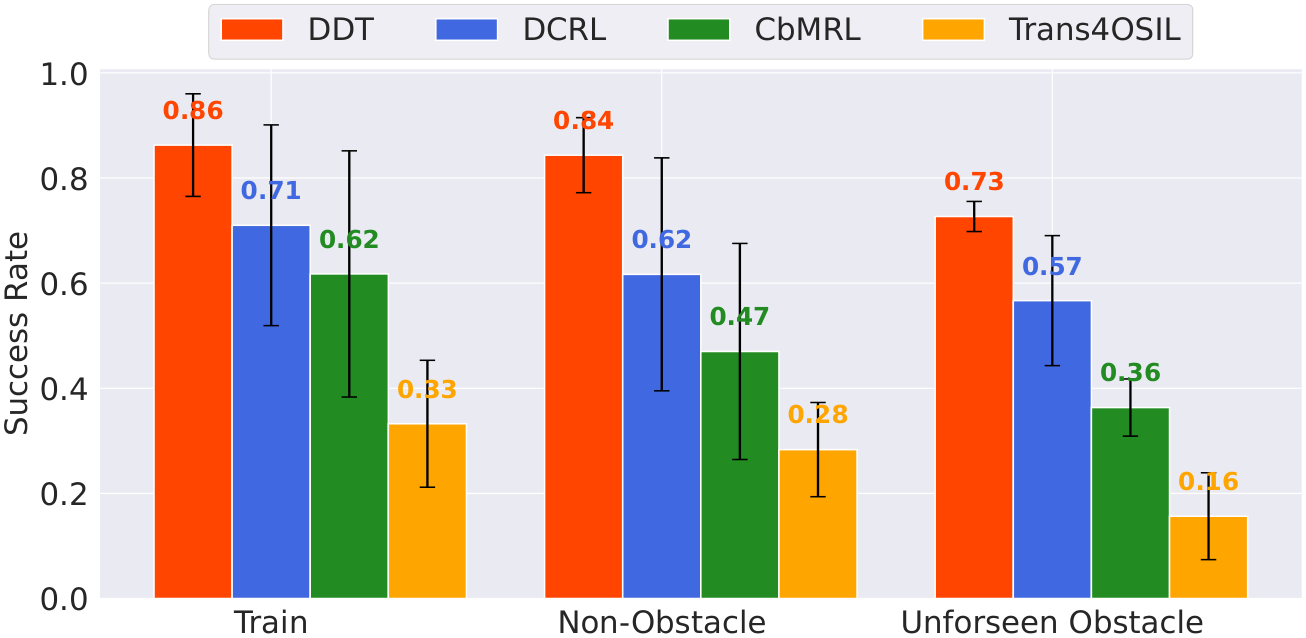 DDT DCRL CbMRL Trans4OSIL
Success Rate
1.0
0.8
0.6
0.4
0.2
0.0
0.86 0.71 0.62 0.33
0.84 0.62 0.47 0.28
0.73 0.57 0.36 0.16
Train Non-Obstacle Unforseen Obstacle